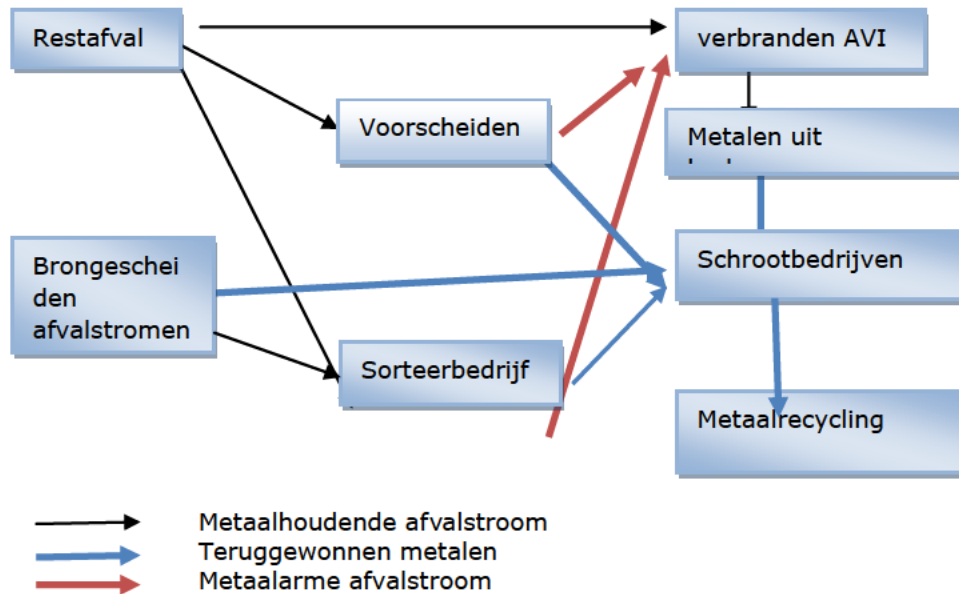 Restafval
verbranden AVI
Voorscheiden
Metalen uit
Brongeschei
den
afvalstromen
Schrootbedrijven
Sorteerbedrijf
Metaalrecycling
Metaalhoudende afvalstroom
Teruggewonnen metalen
Metaalarme afvalstroom